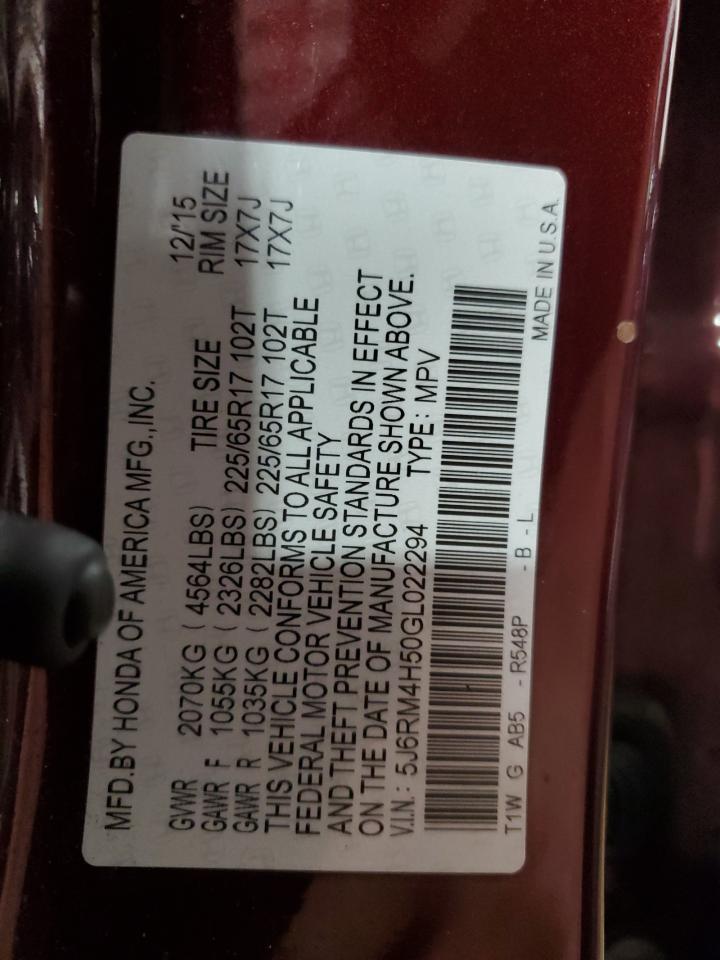 MFD.BY HONDA OF AMERICA MFG.,INC. 12/'15
GVWR 2070KG ( 4564LBS) TIRE SIZE RIM SIZE
GAWR F 1055KG ( 2326LBS) 225/65R17 102T 17X7J
GAWR R 1035KG ( 2282LBS) 225/65R17 102T 17X7J
THIS VEHICLE CONFORMS TO ALL APPLICABLE
FEDERAL MOTOR VEHICLE SAFETY
AND THEFT PREVENTION STANDARDS IN EFFECT
ON THE DATE OF MANUFACTURE SHOWN ABOVE.
V.I.N.: 5J6RM4H50GL022294 TYPE: MPV
T1W G AB5 - R548P - B - L MADE IN U.S.A.